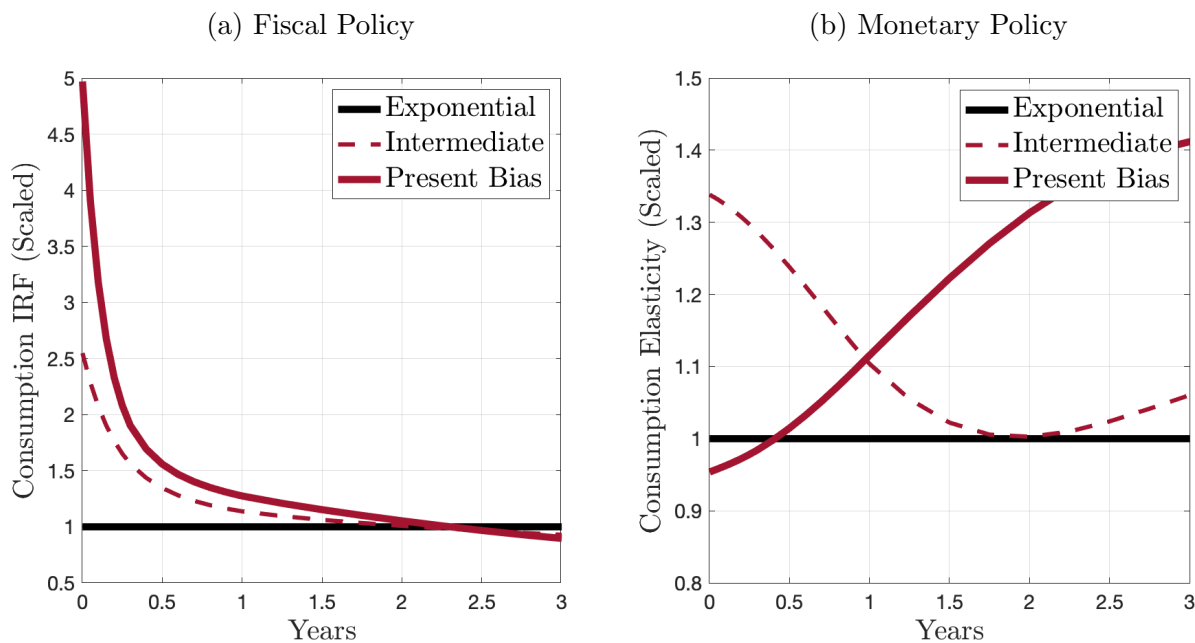 (a) Fiscal Policy
Consumption IRF (Scaled)
5
4.5
4
3.5
3
2.5
2
1.5
1
0.5
0 0.5 1 1.5 2 2.5 3
Years
Exponential
Intermediate
Present Bias
(b) Monetary Policy
Consumption Elasticity (Scaled)
1.5
1.4
1.3
1.2
1.1
1
0.9
0.8
0 0.5 1 1.5 2 2.5 3
Years
Exponential
Intermediate
Present Bias